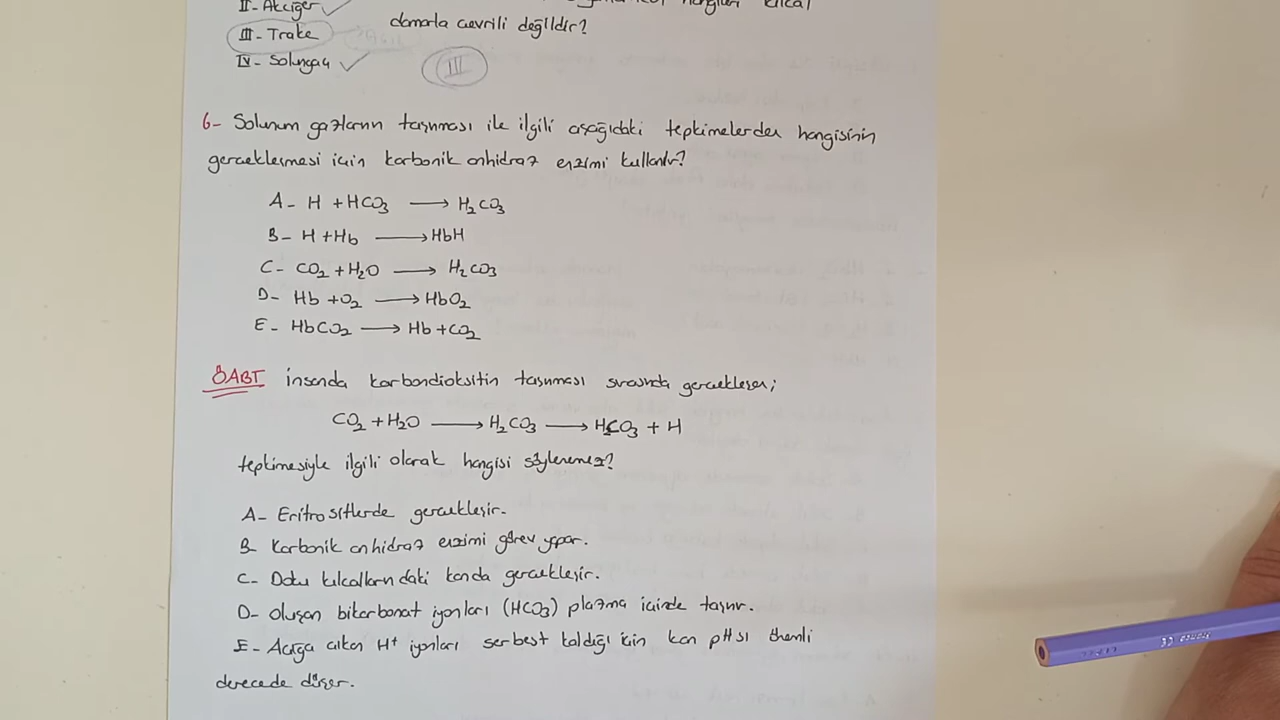 II- Akciğer
damarla çevrili değildir?
III- Trake
IV- Solungaç
III
6- Solunum gazlarının taşınması ile ilgili aşağıdaki tepkimelerden hangisinin
gerçekleşmesi için karbonik anhidraz enzimi kullanılır?
A- H + HCO3 → H2CO3
B- H + Hb → HbH
C- CO2 + H2O → H2CO3
D- Hb + O2 → HbO2
E- HbCO2 → Hb + CO2
ÖABT insanda karbondioksitin taşınması sırasında gerçekleşen;
CO2 + H2O → H2CO3 → HCO3 + H
tepkimesiyle ilgili olarak hangisi söylenemez?
A- Eritrositlerde gerçekleşir.
B- Karbonik anhidraz enzimi görev yapar.
C- Doku kılcallarındaki kanda gerçekleşir.
D- Oluşan bikarbonat iyonları (HCO3) plazma içinde taşınır.
E- Açığa çıkan H+ iyonları serbest kaldığı için kan pH'sı önemli
derecede düşer.